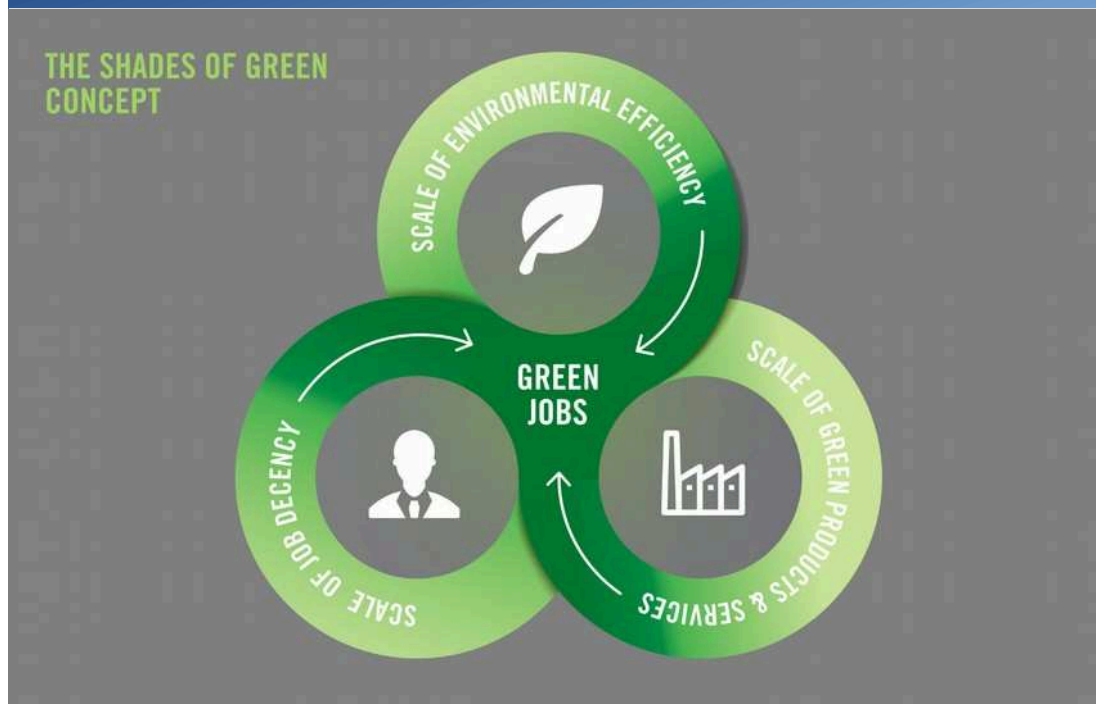 THE SHADES OF GREEN
CONCEPT
SCALE OF ENVIRONMENTAL EFFICIENCY
GREEN
JOBS
SCALE OF JOB DECENCY
SCALE OF GREEN PRODUCTS & SERVICES